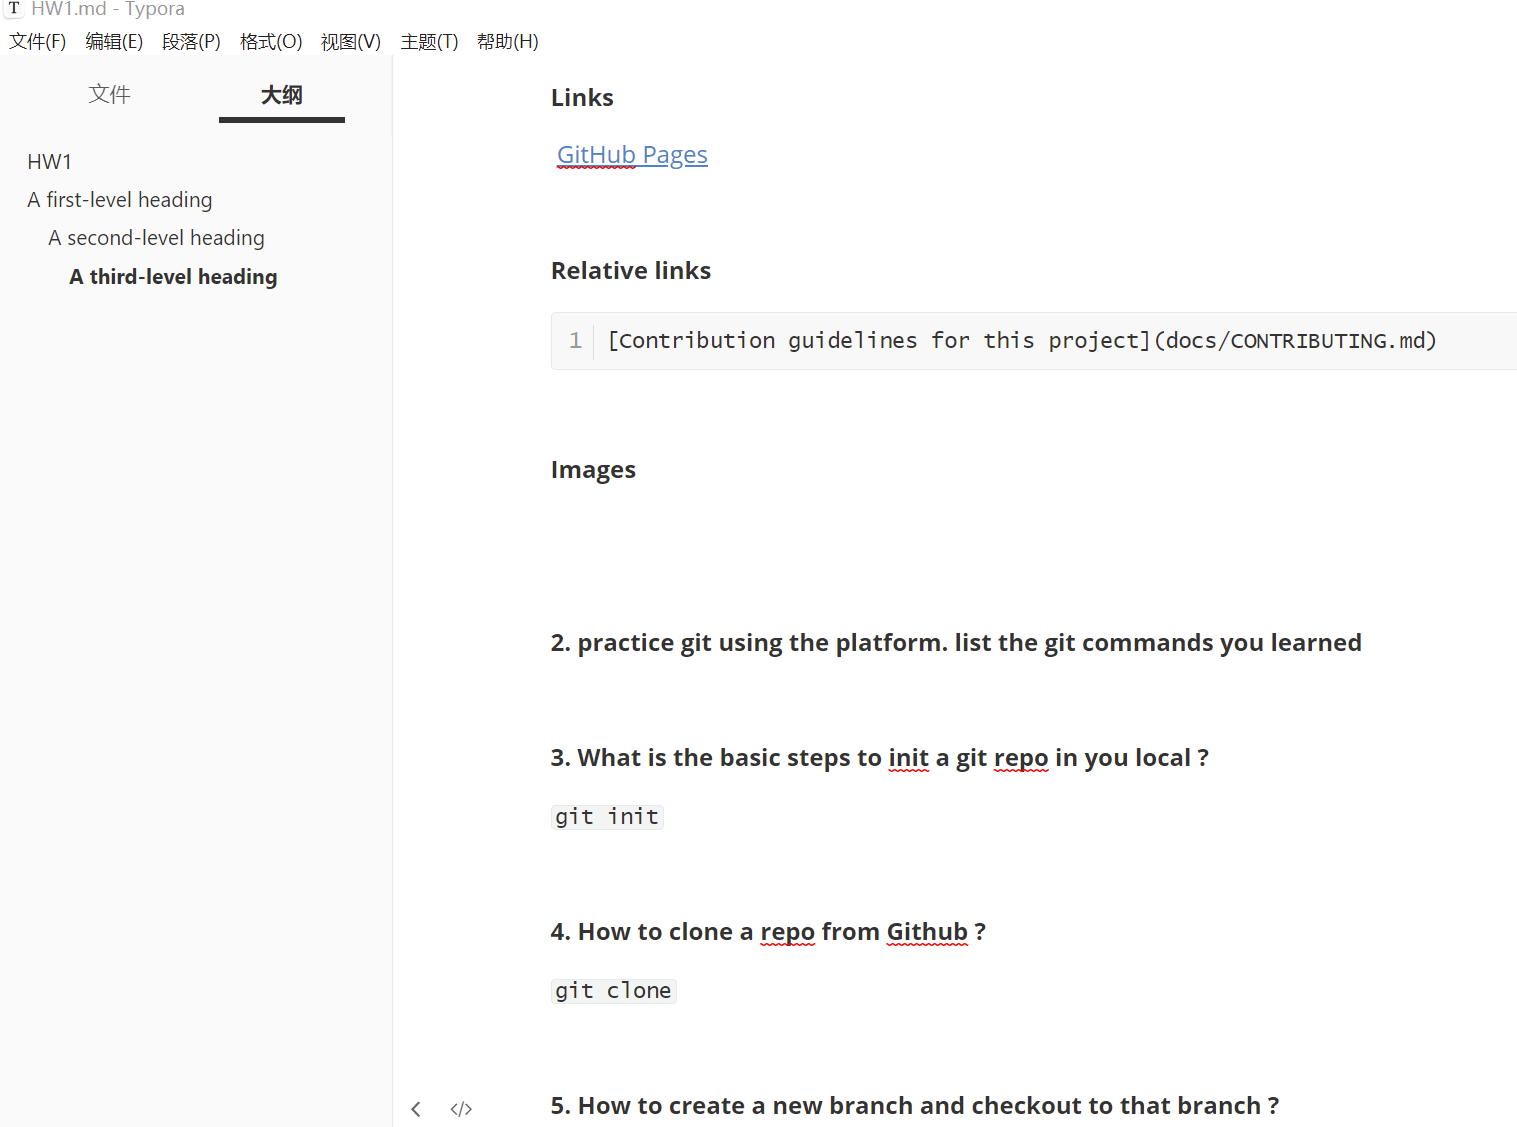 HW1.md - Typora
文件(F) 编辑(E) 段落(P) 格式(O) 视图(V) 主题(T) 帮助(H)
文件 大纲
HW1
A first-level heading
A second-level heading
A third-level heading
Links
GitHub Pages
Relative links
1 [Contribution guidelines for this project](docs/CONTRIBUTING.md)
Images
2. practice git using the platform. list the git commands you learned
3. What is the basic steps to init a git repo in you local ?
git init
4. How to clone a repo from Github ?
git clone
5. How to create a new branch and checkout to that branch ?